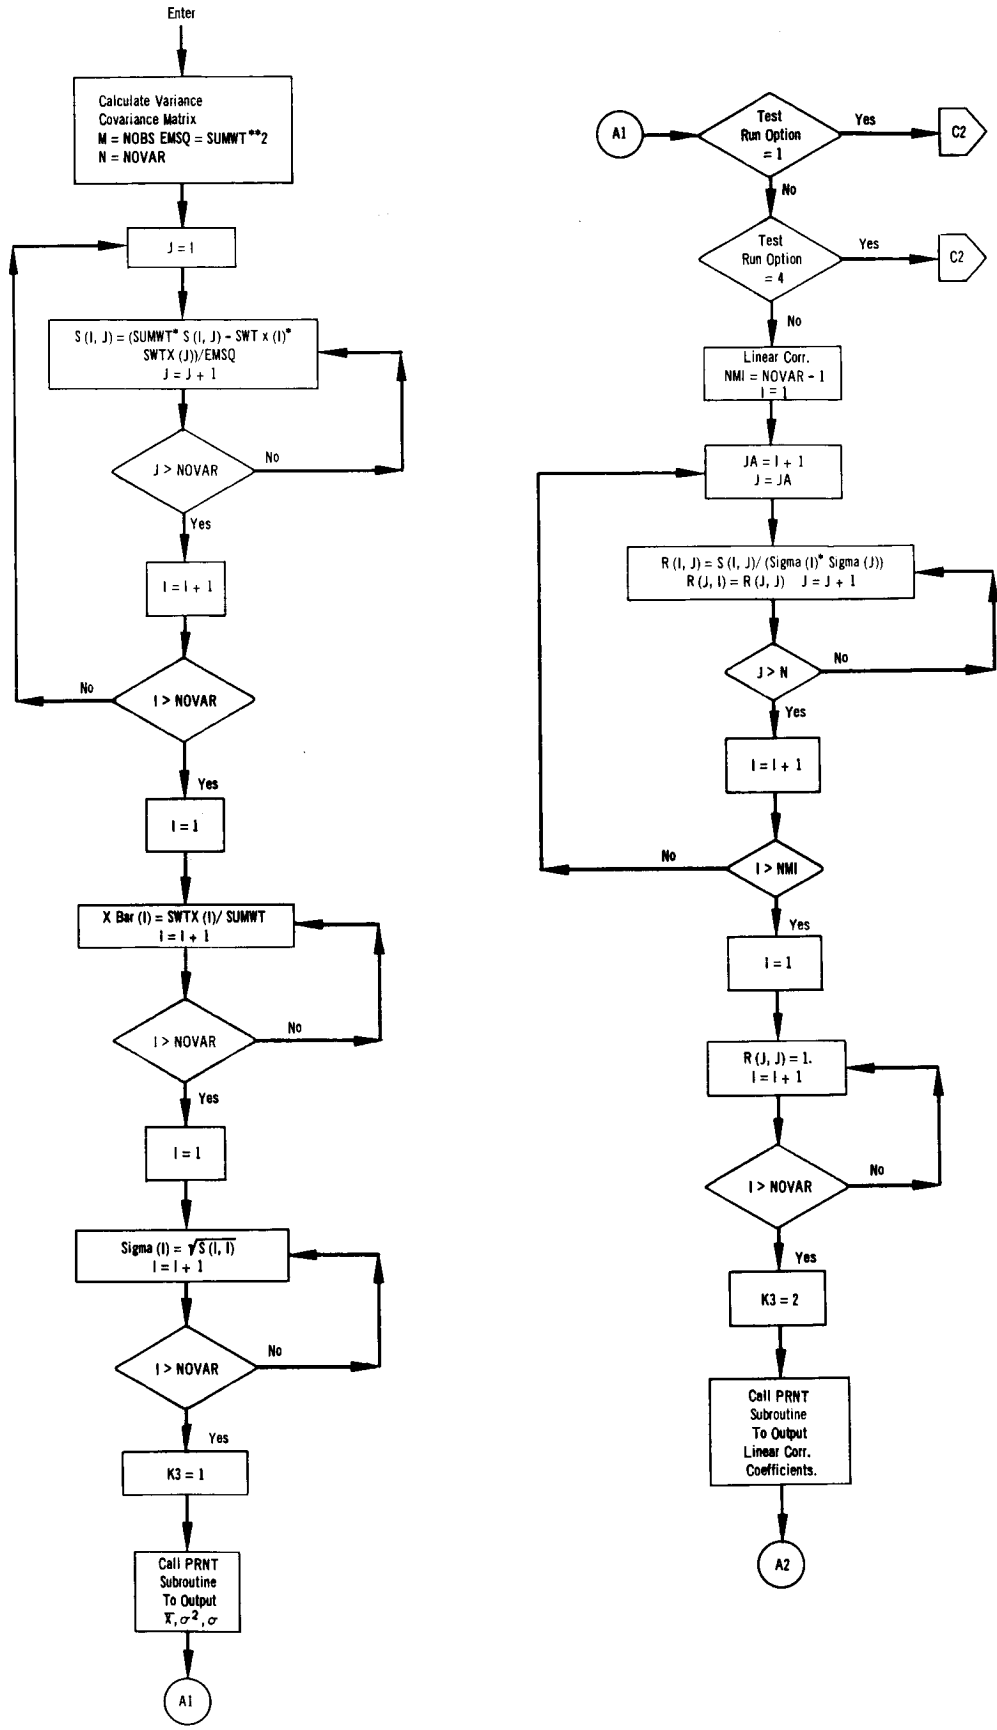 Enter
Calculate Variance
Covariance Matrix
M = NOBS EMSQ = SUMWT**2
N = NOVAR
J = I
S (I, J) = (SUMWT* S (I, J) - SWT x (I)*
SWTX (J))/EMSQ
J = J + 1
J > NOVAR
No
Yes
I = I + 1
I > NOVAR
No
Yes
I = 1
X Bar (I) = SWTX (I)/ SUMWT
I = I + 1
I > NOVAR
No
Yes
I = 1
Sigma (I) = √S (I, I)
I = I + 1
I > NOVAR
No
Yes
K3 = 1
Call PRNT
Subroutine
To Output
x̄, σ², σ
A1
A1
Test
Run Option
= 1
Yes
C2
No
Test
Run Option
= 4
Yes
C2
No
Linear Corr.
NMI = NOVAR - 1
I = 1
JA = I + 1
J = JA
R (I, J) = S (I, J)/ (Sigma (I)* Sigma (J))
R (J, I) = R (J, J) J = J + 1
J > N
No
Yes
I = I + 1
I > NMI
No
Yes
I = 1
R (J, J) = 1.
I = I + 1
I > NOVAR
No
Yes
K3 = 2
Call PRNT
Subroutine
To Output
Linear Corr.
Coefficients.
A2